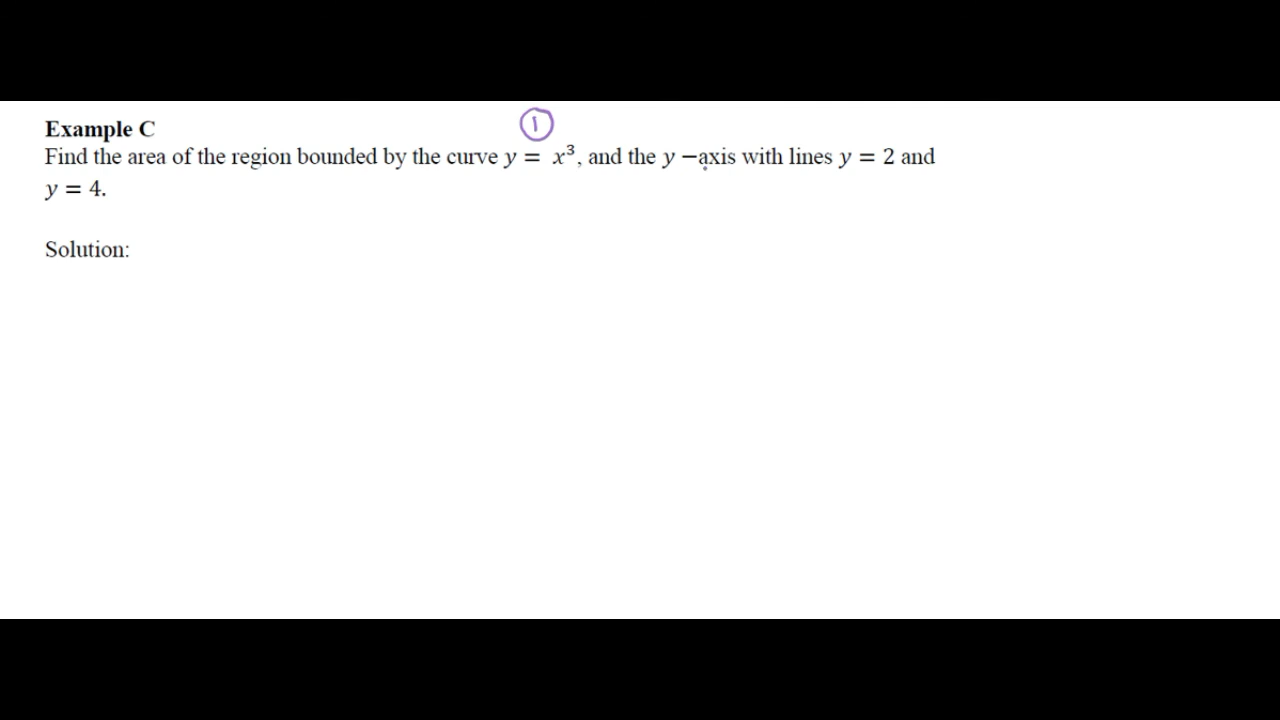 ①
Example C
Find the area of the region bounded by the curve 𝑦 = 𝑥³, and the 𝑦 −axis with lines 𝑦 = 2 and
𝑦 = 4.
Solution: